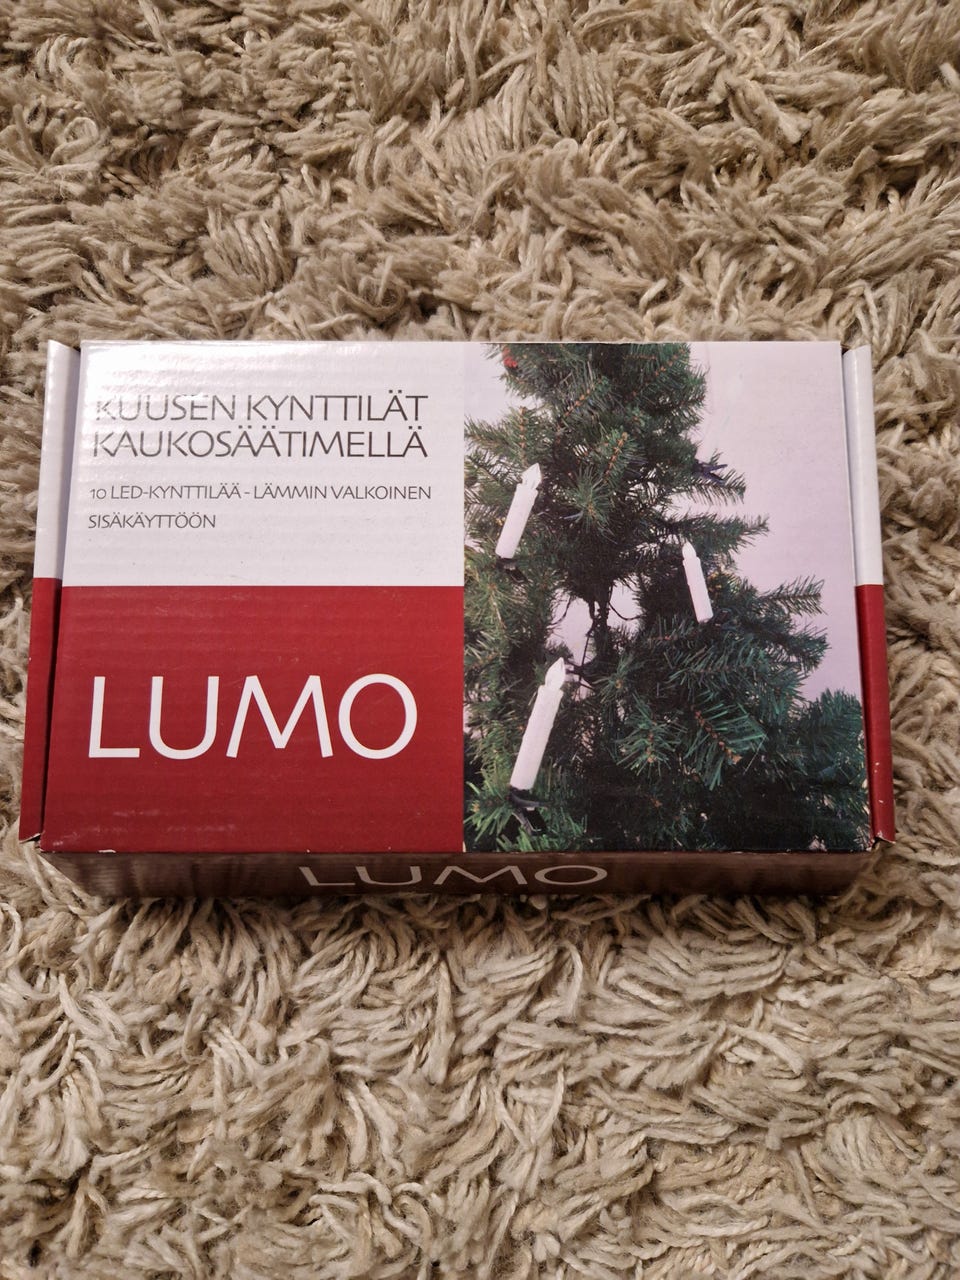 KUUSEN KYNTTILÄT
KAUKOSÄÄTIMELLÄ
10 LED-KYNTTILÄÄ - LÄMMIN VALKOINEN
SISÄKÄYTTÖÖN
LUMO
LUMO